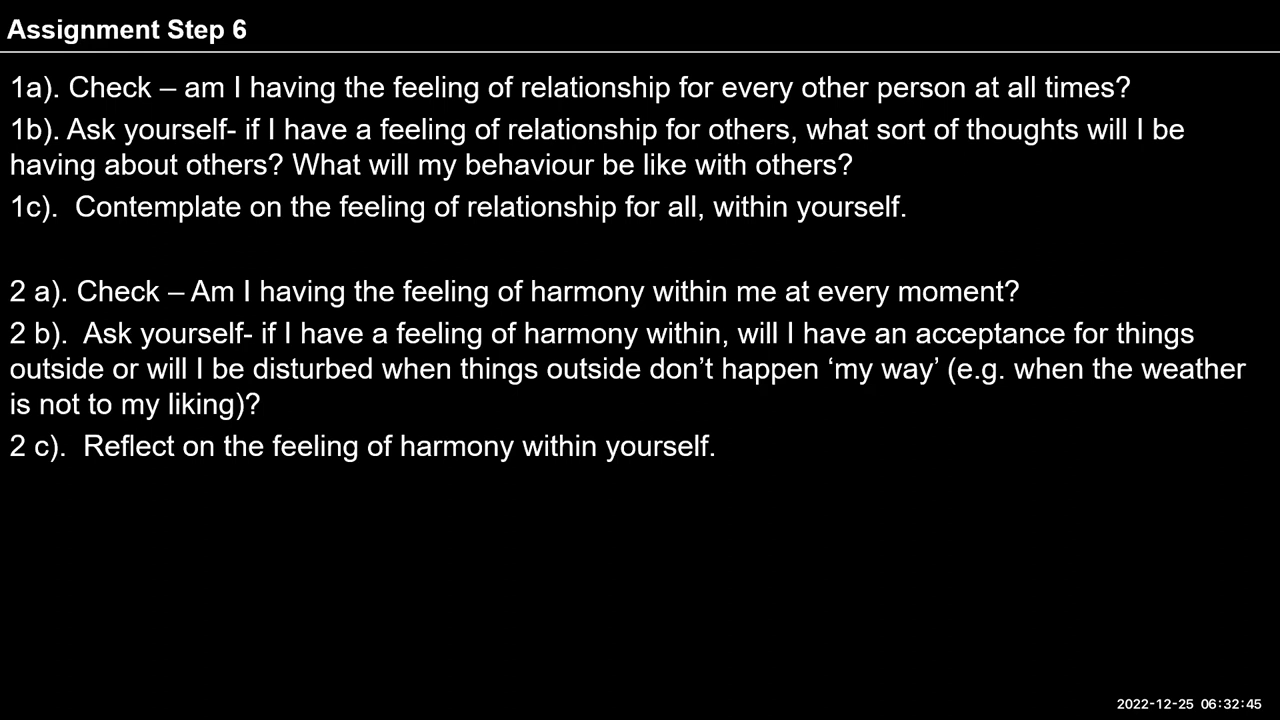 Assignment Step 6
1a). Check – am I having the feeling of relationship for every other person at all times?
1b). Ask yourself- if I have a feeling of relationship for others, what sort of thoughts will I be
having about others? What will my behaviour be like with others?
1c).  Contemplate on the feeling of relationship for all, within yourself.
2 a). Check – Am I having the feeling of harmony within me at every moment?
2 b).  Ask yourself- if I have a feeling of harmony within, will I have an acceptance for things
outside or will I be disturbed when things outside don’t happen ‘my way’ (e.g. when the weather
is not to my liking)?
2 c).  Reflect on the feeling of harmony within yourself.
2022-12-25 06:32:45